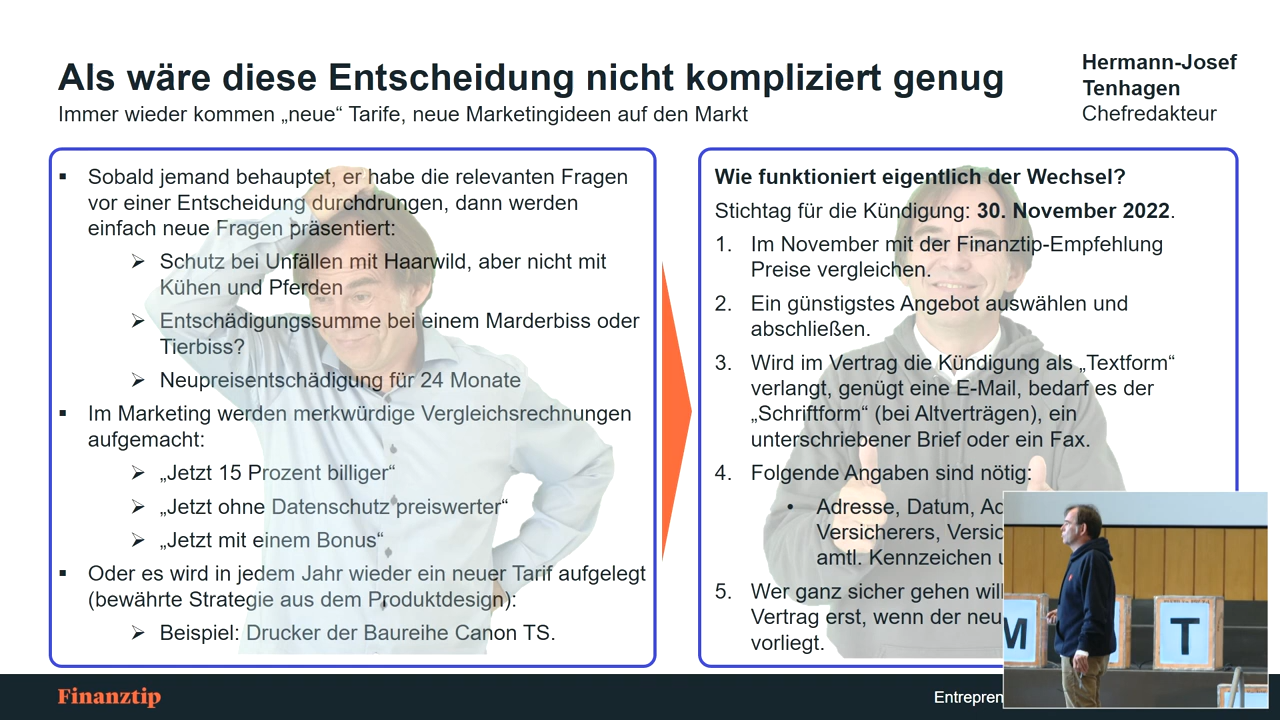 Als wäre diese Entscheidung nicht kompliziert genug
Immer wieder kommen „neue“ Tarife, neue Marketingideen auf den Markt
Hermann-Josef
Tenhagen
Chefredakteur
▪ Sobald jemand behauptet, er habe die relevanten Fragen
vor einer Entscheidung durchdrungen, dann werden
einfach neue Fragen präsentiert:
➢ Schutz bei Unfällen mit Haarwild, aber nicht mit
Kühen und Pferden
➢ Entschädigungssumme bei einem Marderbiss oder
Tierbiss?
➢ Neupreisentschädigung für 24 Monate
▪ Im Marketing werden merkwürdige Vergleichsrechnungen
aufgemacht:
➢ „Jetzt 15 Prozent billiger“
➢ „Jetzt ohne Datenschutz preiswerter“
➢ „Jetzt mit einem Bonus“
▪ Oder es wird in jedem Jahr wieder ein neuer Tarif aufgelegt
(bewährte Strategie aus dem Produktdesign):
➢ Beispiel: Drucker der Baureihe Canon TS.
Wie funktioniert eigentlich der Wechsel?
Stichtag für die Kündigung: 30. November 2022.
1. Im November mit der Finanztip-Empfehlung
Preise vergleichen.
2. Ein günstigstes Angebot auswählen und
abschließen.
3. Wird im Vertrag die Kündigung als „Textform“
verlangt, genügt eine E-Mail, bedarf es der
„Schriftform“ (bei Altverträgen), ein
unterschriebener Brief oder ein Fax.
4. Folgende Angaben sind nötig:
• Adresse, Datum,
Versicherers,
amtl. Kennzeichen
5. Wer ganz sicher gehen will
Vertrag erst, wenn der
vorliegt.
M T
Finanztip